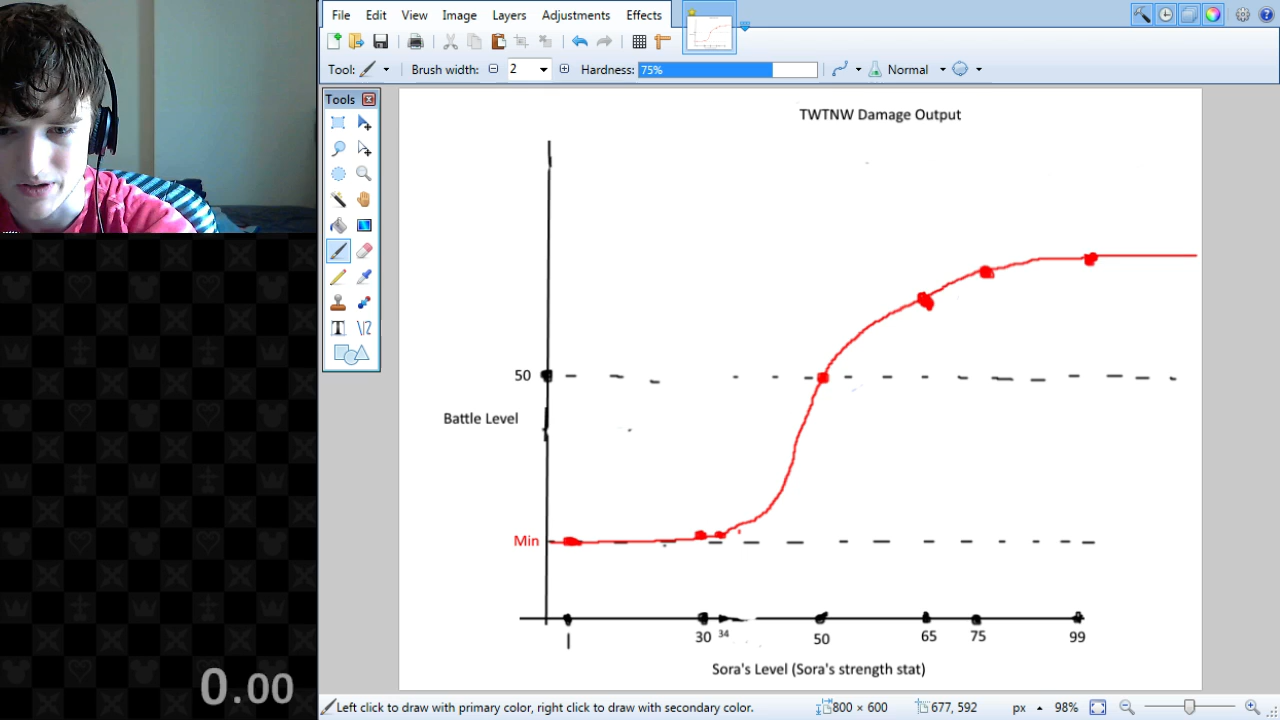 File Edit View Image Layers Adjustments Effects
Tool: Brush width: 2 Hardness: 75% Normal
Tools
TWTNW Damage Output
50
Battle Level
Min
1 30 34 50 65 75 99
Sora's Level (Sora's strength stat)
0.00
Left click to draw with primary color, right click to draw with secondary color. 800 × 600 677, 592 px 98%